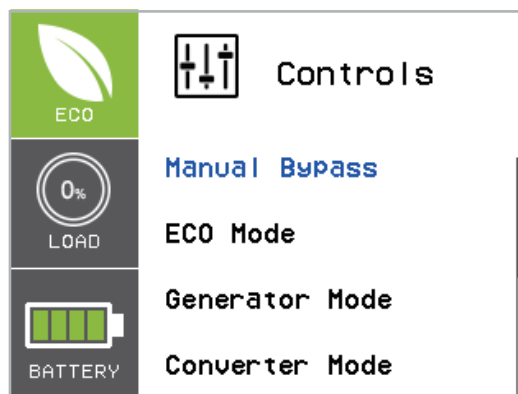 ECO
0%
LOAD
BATTERY
Controls
Manual Bypass
ECO Mode
Generator Mode
Converter Mode